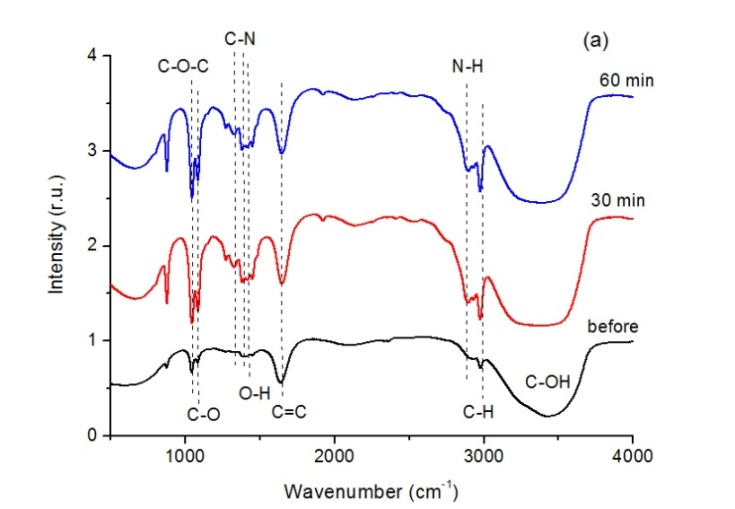 (a)
C-N
C-O-C
N-H
60 min
30 min
before
C-OH
O-H
C-O
C=C
C-H
4
3
2
1
0
1000
2000
3000
4000
Intensity (r.u.)
Wavenumber (cm⁻¹)